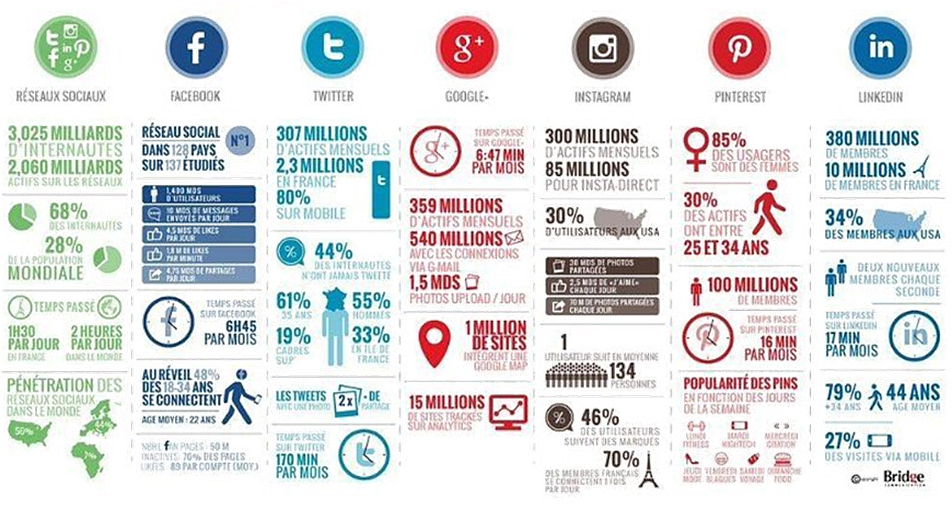 RÉSEAUX SOCIAUX
3,025 MILLIARDS
D'INTERNAUTES
2,060 MILLIARDS
ACTIFS SUR LES RÉSEAUX
68%
DES INTERNAUTES
28%
DE LA POPULATION
MONDIALE
TEMPS PASSÉ
1H30
PAR JOUR
EN FRANCE
2 HEURES
PAR JOUR
DANS LE MONDE
PÉNÉTRATION DES
RÉSEAUX SOCIAUX
DANS LE MONDE
FACEBOOK
RÉSEAU SOCIAL
DANS 128 PAYS
SUR 137 ÉTUDIÉS
N°1
D'UTILISATEURS
10 MDS DE MESSAGES
ENVOYÉS PAR JOUR
4,5 MDS DE LIKES
PAR JOUR
DE LIKES
PAR MINUTE
4,75 MDS DE PARTAGES
PAR JOUR
TEMPS PASSÉ
SUR FACEBOOK
6H45
PAR MOIS
AU RÉVEIL 48%
DES 18-34 ANS
SE CONNECTENT
AGE MOYEN : 22 ANS
NBRE FAN PAGES : 50 M
INACTIVES: 70% DES PAGES
LIKES: 89 PAR COMPTE (MOY.)
TWITTER
307 MILLIONS
D'ACTIFS MENSUELS
2,3 MILLIONS
EN FRANCE
80%
SUR MOBILE
44%
DES INTERNAUTES
N'ONT JAMAIS TWEETÉ
61%
35 ANS
19%
CADRES
SUP'
55%
HOMMES
33%
EN ILE DE
FRANCE
LES TWEETS
AVEC UNE PHOTO
2x
+ DE
PARTAGE
TEMPS PASSÉ
SUR TWITTER
170 MIN
PAR MOIS
GOOGLE+
TEMPS PASSÉ
SUR GOOGLE+
6:47 MIN
PAR MOIS
359 MILLIONS
D'ACTIFS MENSUELS
540 MILLIONS
AVEC LES CONNEXIONS
VIA G-MAIL
1,5 MDS
PHOTOS UPLOAD / JOUR
1 MILLION
DE SITES
INTÈGRENT UNE
GOOGLE MAP
15 MILLIONS
DE SITES TRACKÉS
SUR ANALYTICS
INSTAGRAM
300 MILLIONS
D'ACTIFS MENSUELS
85 MILLIONS
POUR INSTA-DIRECT
30%
D'UTILISATEURS AUX USA
30 MDS DE PHOTOS
PARTAGÉES
2,5 MDS DE «J'AIME»
CHAQUE JOUR
70 M DE PHOTOS PARTAGÉES
CHAQUE JOUR
1
UTILISATEUR SUIT EN MOYENNE
134
PERSONNES
46%
DES UTILISATEURS
SUIVENT DES MARQUES
70%
DES MEMBRES FRANÇAIS
SE CONNECTENT 1 FOIS
PAR JOUR
PINTEREST
85%
DES USAGERS
SONT DES FEMMES
30%
DES ACTIFS
ONT ENTRE
25 ET 34 ANS
100 MILLIONS
DE MEMBRES
TEMPS PASSÉ
SUR PINTEREST
16 MIN
PAR MOIS
POPULARITÉ DES PINS
EN FONCTION DES JOURS
DE LA SEMAINE
LUNDI
FITNESS
MARDI
HIGHTECH
MERCREDI
CITATION
JEUDI
MODE
VENDREDI
BLAGUES
SAMEDI
VOYAGE
DIMANCHE
FOOD
LINKEDIN
380 MILLIONS
DE MEMBRES
10 MILLIONS
DE MEMBRES EN FRANCE
34%
DES MEMBRES AUX USA
DEUX NOUVEAUX
MEMBRES CHAQUE
SECONDE
TEMPS PASSÉ
SUR LINKEDIN
17 MIN
PAR MOIS
79%
+34 ANS
44 ANS
AGE MOYEN
27%
DES VISITES VIA MOBILE
Bridge
COMMUNICATION